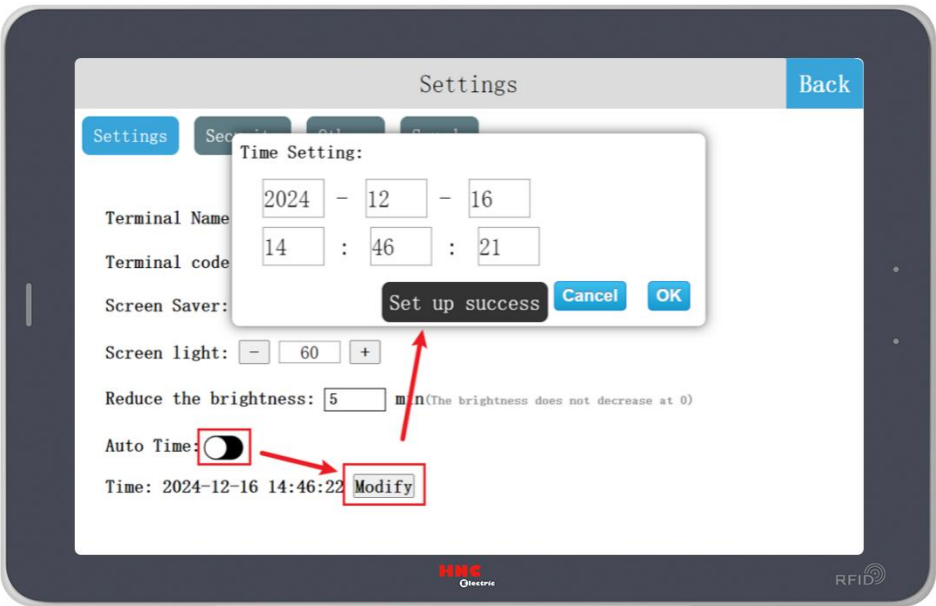 Settings
Back
Settings
Time Setting:
2024 - 12 - 16
14 : 46 : 21
Set up success
Cancel
OK
Terminal Name
Terminal code
Screen Saver:
Screen light: - 60 +
Reduce the brightness: 5 min(The brightness does not decrease at 0)
Auto Time:
Time: 2024-12-16 14:46:22 Modify
HNC
Electric
RFID